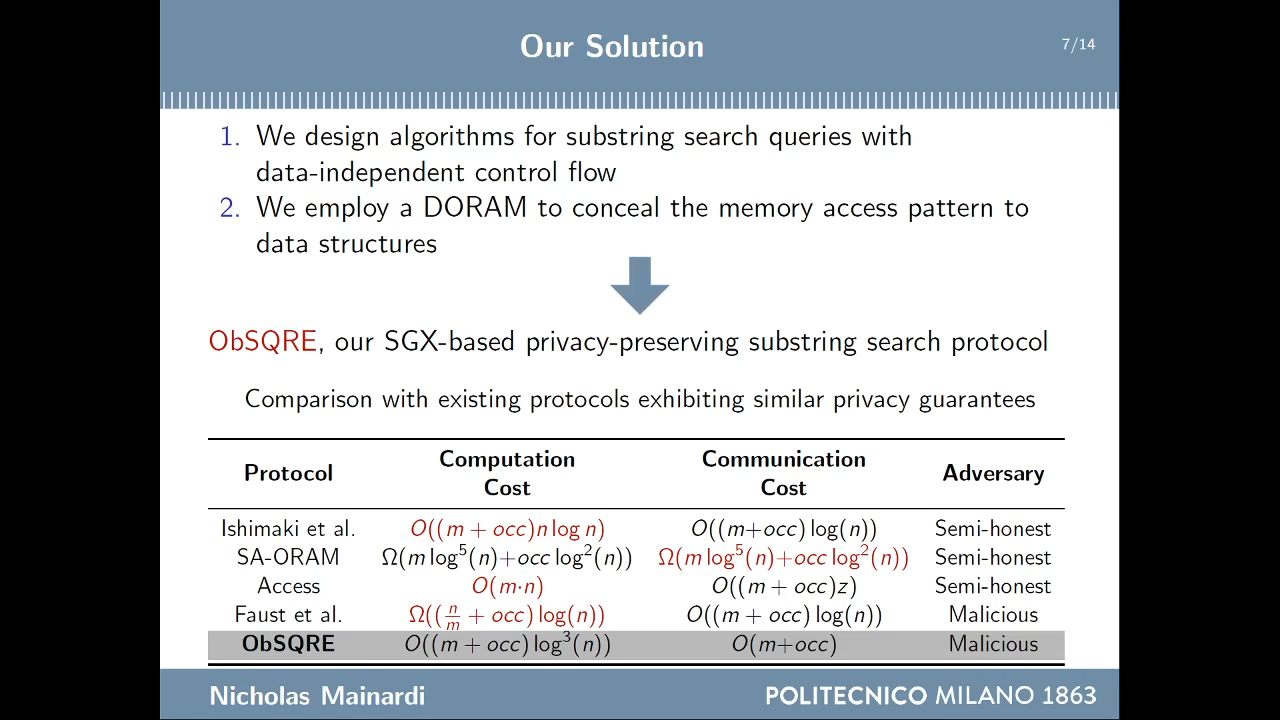 Our Solution
7/14
1. We design algorithms for substring search queries with
data-independent control flow
2. We employ a DORAM to conceal the memory access pattern to
data structures
ObSQRE, our SGX-based privacy-preserving substring search protocol
Comparison with existing protocols exhibiting similar privacy guarantees
Protocol Computation Cost Communication Cost Adversary
Ishimaki et al. O((m + occ)n log n) O((m+occ) log(n)) Semi-honest
SA-ORAM Ω(m log⁵(n)+occ log²(n)) Ω(m log⁵(n)+occ log²(n)) Semi-honest
Access O(m·n) O((m + occ)z) Semi-honest
Faust et al. Ω((n/m + occ) log(n)) O((m + occ) log(n)) Malicious
ObSQRE O((m + occ) log³(n)) O(m+occ) Malicious
Nicholas Mainardi
POLITECNICO MILANO 1863